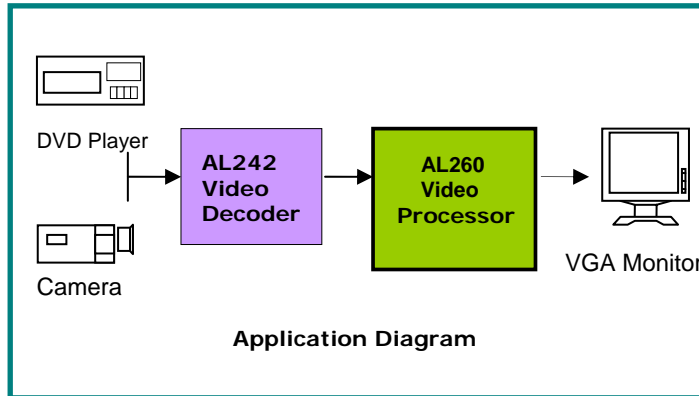 DVD Player
Camera
AL242
Video
Decoder
AL260
Video
Processor
VGA Monitor
Application Diagram